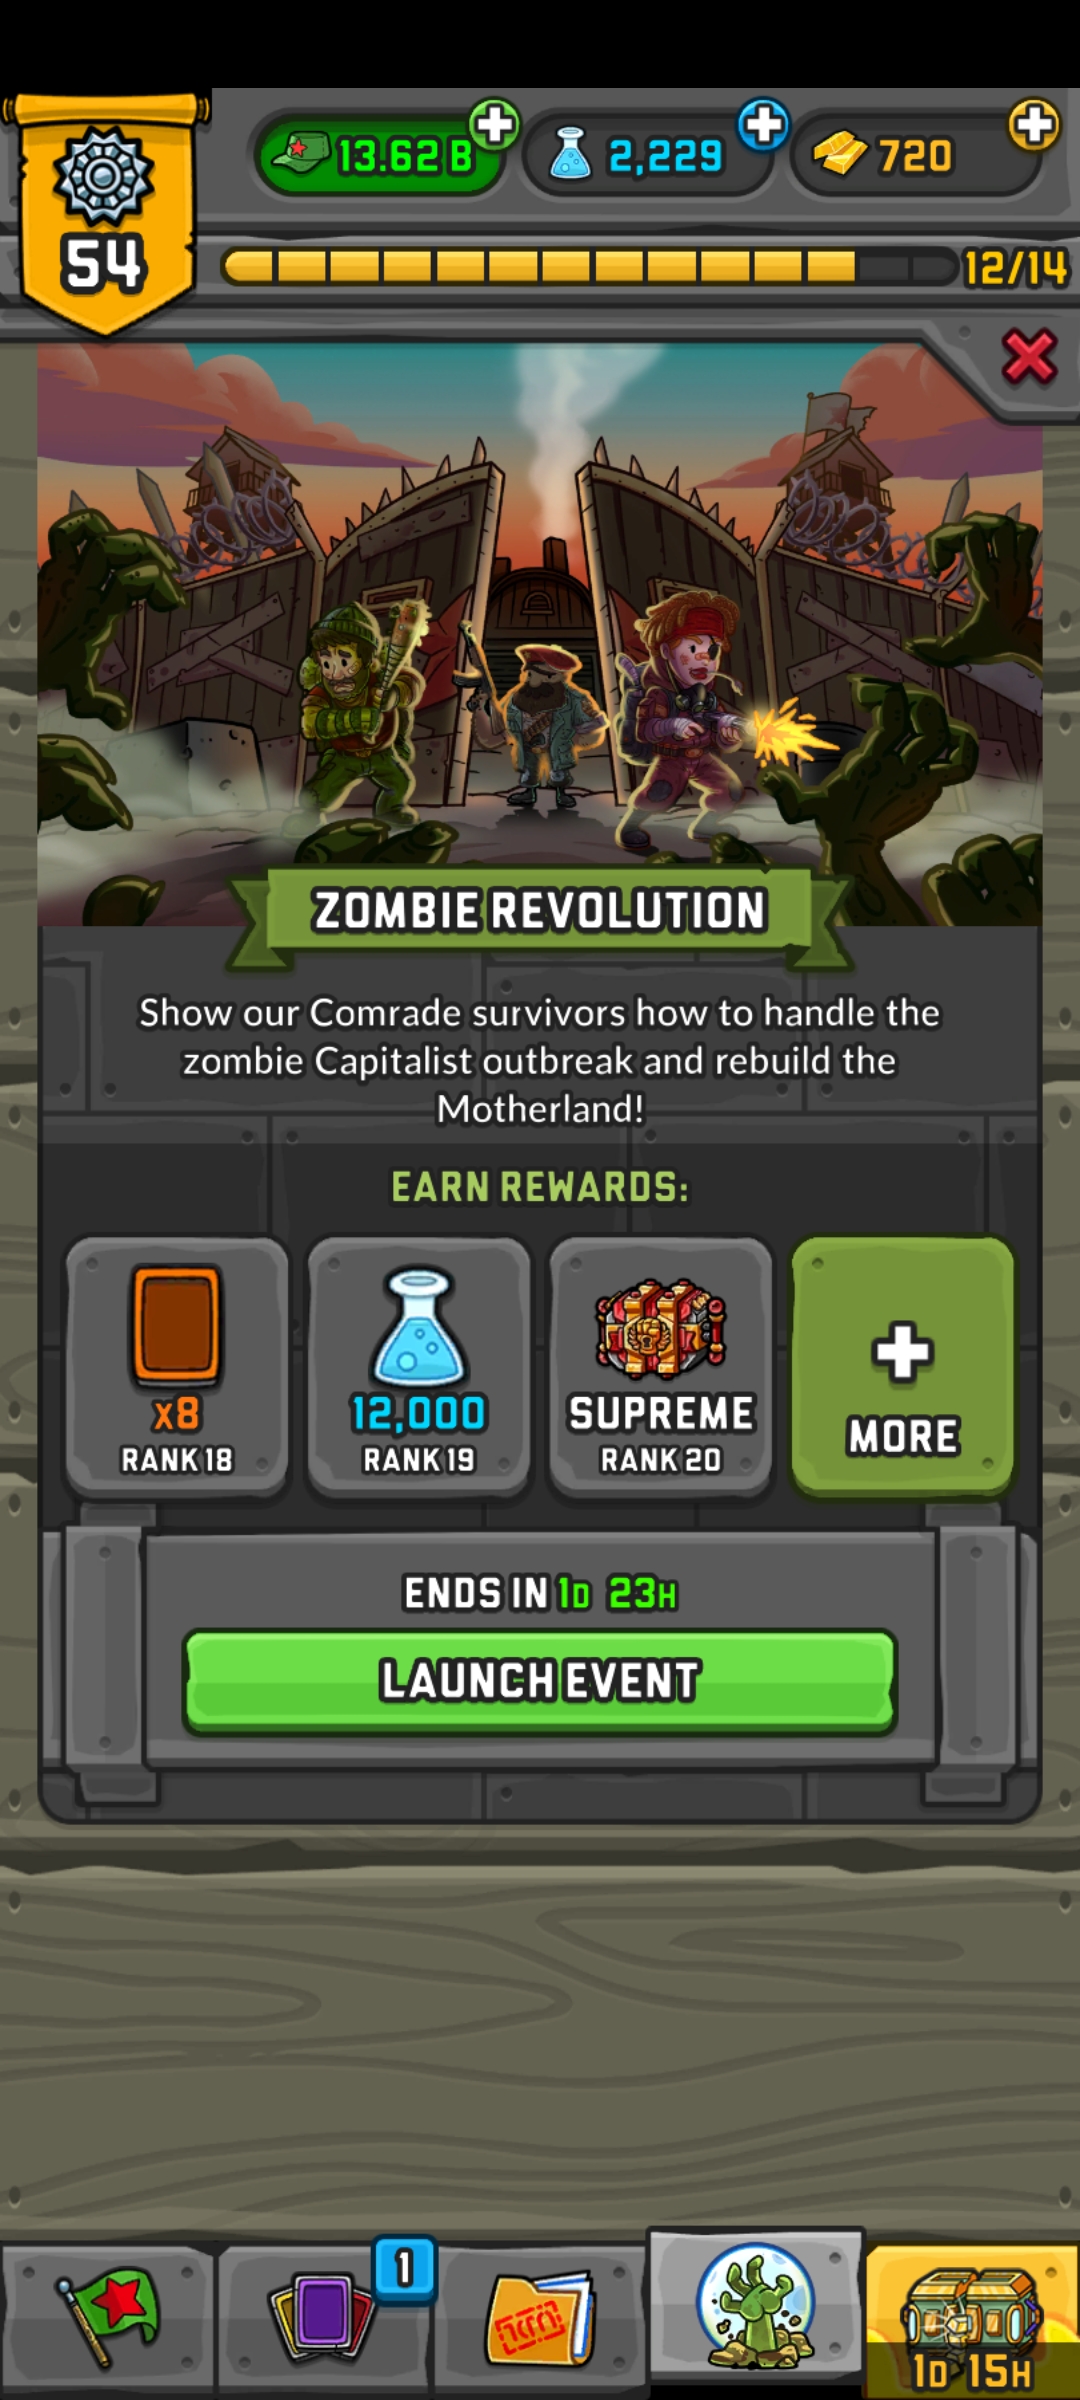 13.62 B
2,229
720
54
12/14
ZOMBIE REVOLUTION
Show our Comrade survivors how to handle the
zombie Capitalist outbreak and rebuild the
Motherland!
EARN REWARDS:
x8
RANK 18
12,000
RANK 19
SUPREME
RANK 20
MORE
ENDS IN 1D 23H
LAUNCH EVENT
1
1D 15H